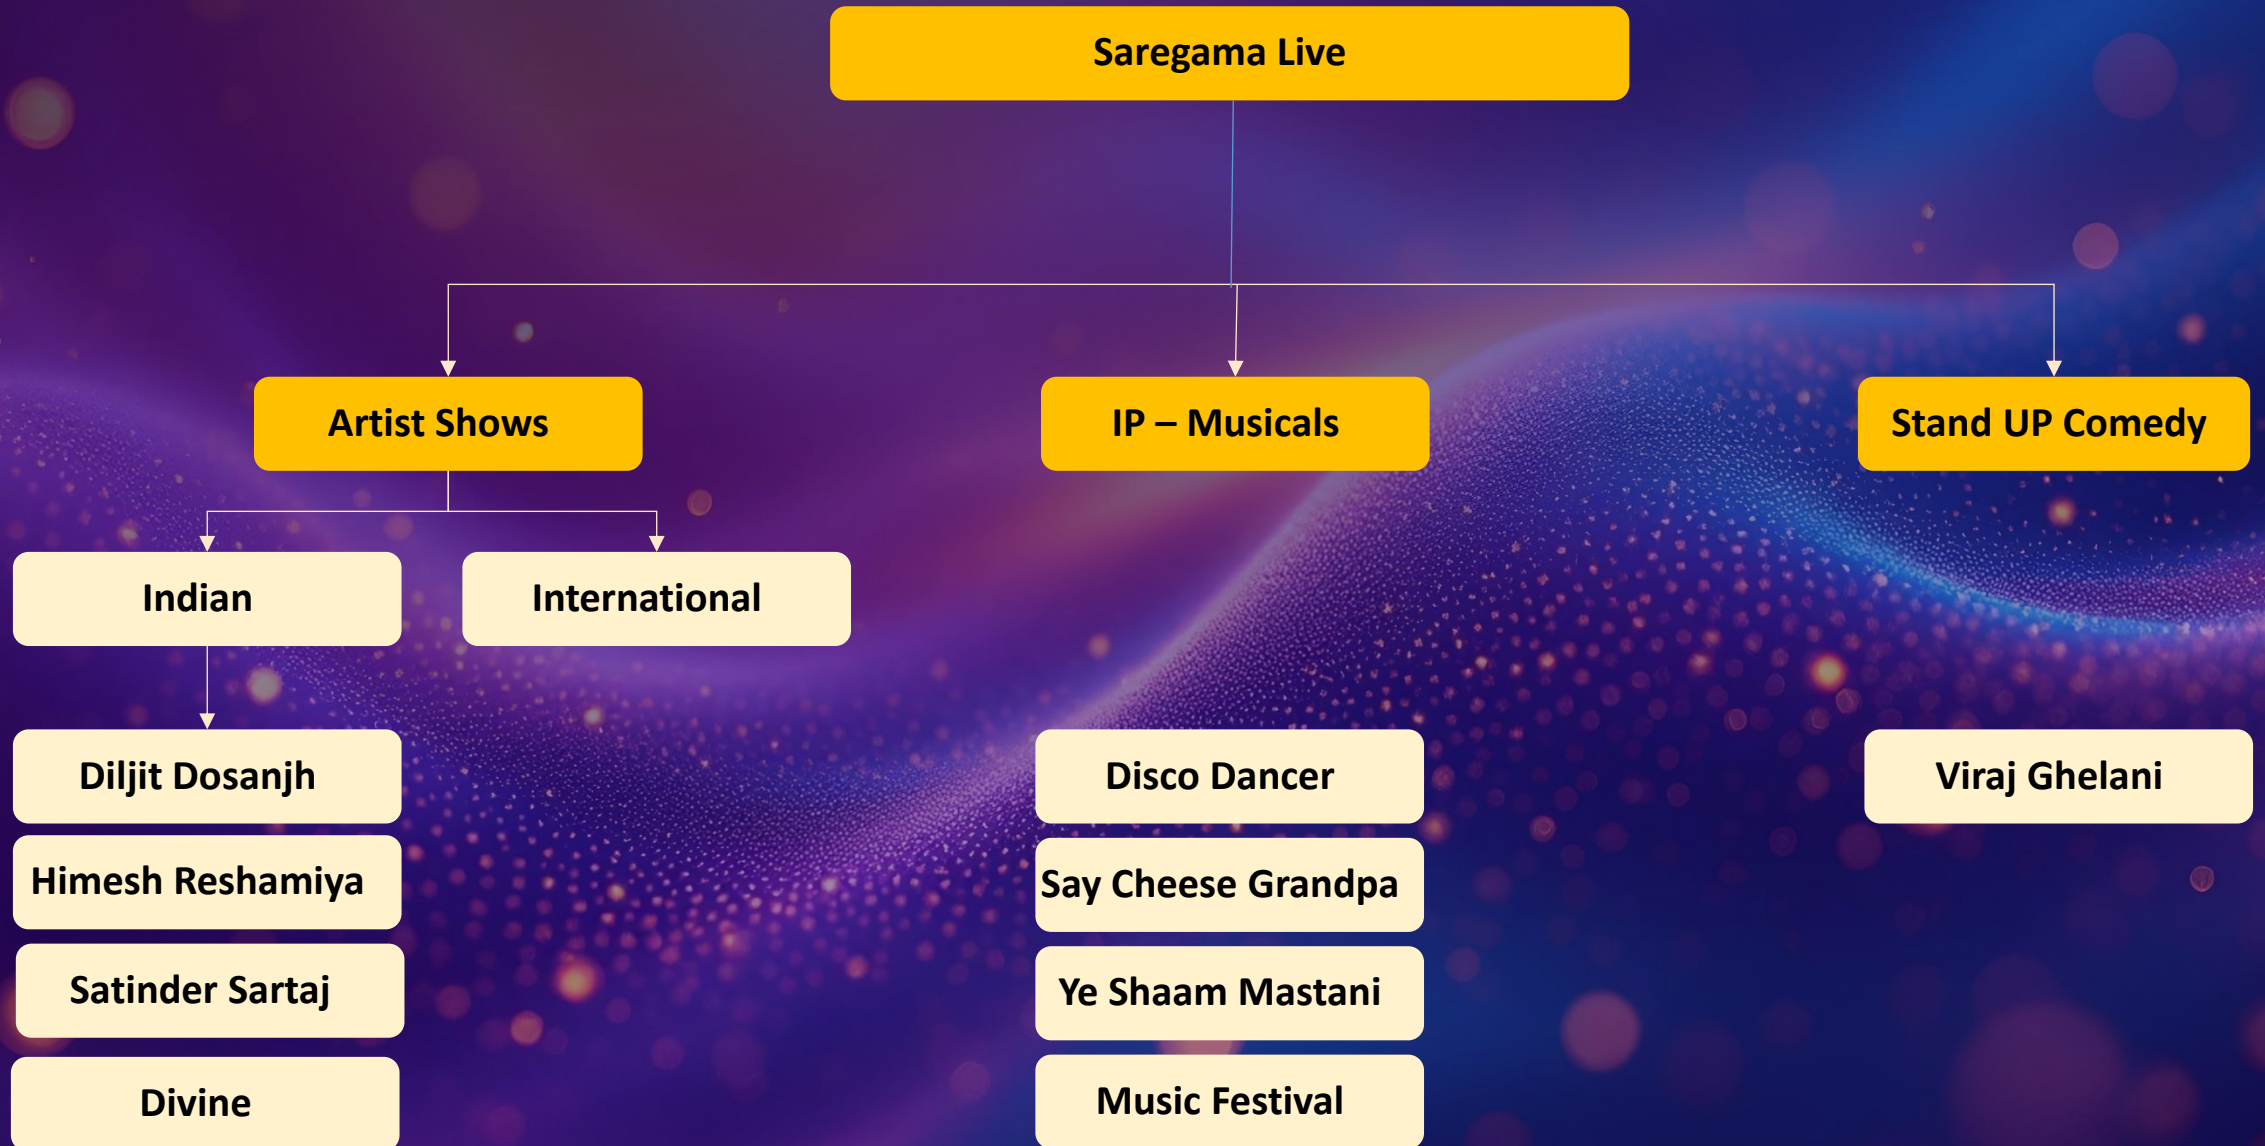 Saregama Live
Artist Shows
IP – Musicals
Stand UP Comedy
Indian
International
Diljit Dosanjh
Disco Dancer
Viraj Ghelani
Himesh Reshamiya
Say Cheese Grandpa
Satinder Sartaj
Ye Shaam Mastani
Divine
Music Festival